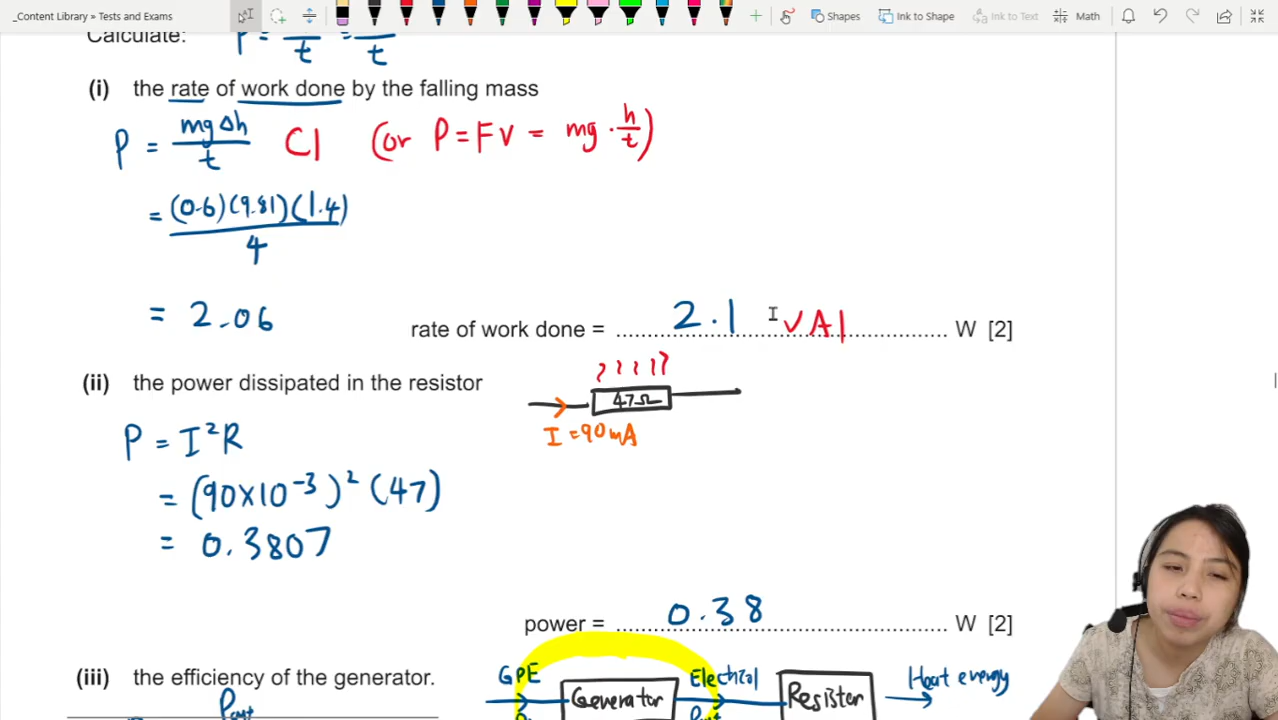 _Content Library » Tests and Exams
Shapes
Ink to Shape
Ink to Text
Math
Calculate: P = — = —
t t
(i) the rate of work done by the falling mass
P = mgΔh / t C1 (or P = Fv = mg · h/t)
= (0.6)(9.81)(1.4) / 4
= 2.06
rate of work done = 2.1 ✓A1 W [2]
(ii) the power dissipated in the resistor
47Ω
I = 90mA
P = I²R
= (90×10⁻³)² (47)
= 0.3807
power = 0.38 W [2]
(iii) the efficiency of the generator.
GPE Generator Electrical Resistor Heat energy
Pout
Pout